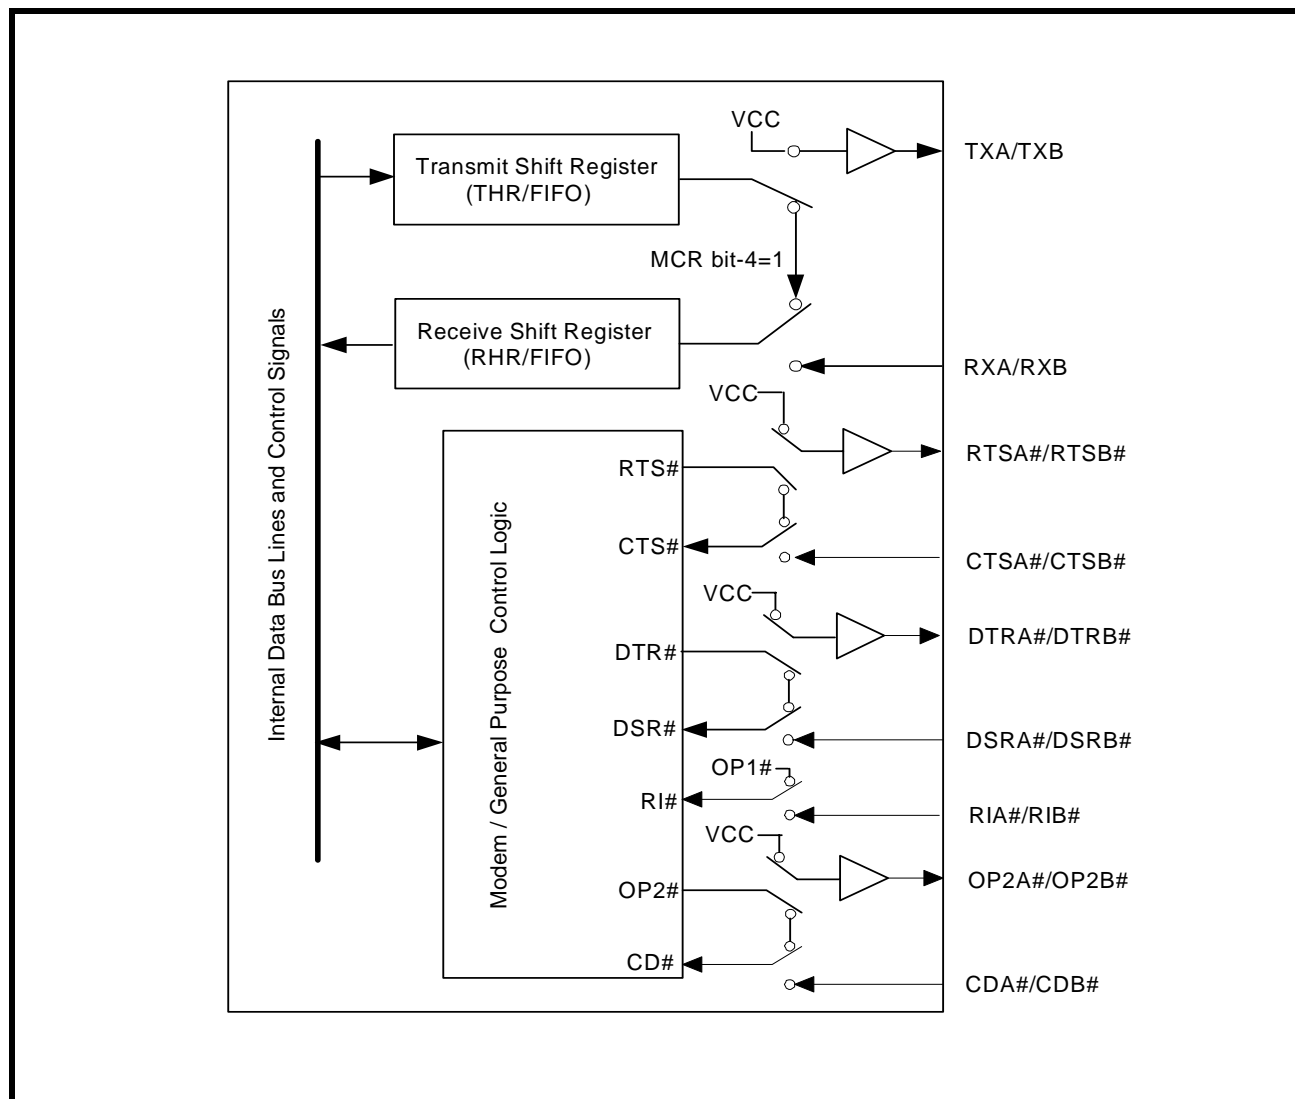 VCC
TXA/TXB
Transmit Shift Register
(THR/FIFO)
MCR bit-4=1
Receive Shift Register
(RHR/FIFO)
RXA/RXB
Internal Data Bus Lines and Control Signals
VCC
RTSA#/RTSB#
RTS#
CTS#
CTSA#/CTSB#
Modem / General Purpose Control Logic
VCC
DTRA#/DTRB#
DTR#
DSR#
DSRA#/DSRB#
OP1#
RI#
RIA#/RIB#
VCC
OP2A#/OP2B#
OP2#
CD#
CDA#/CDB#